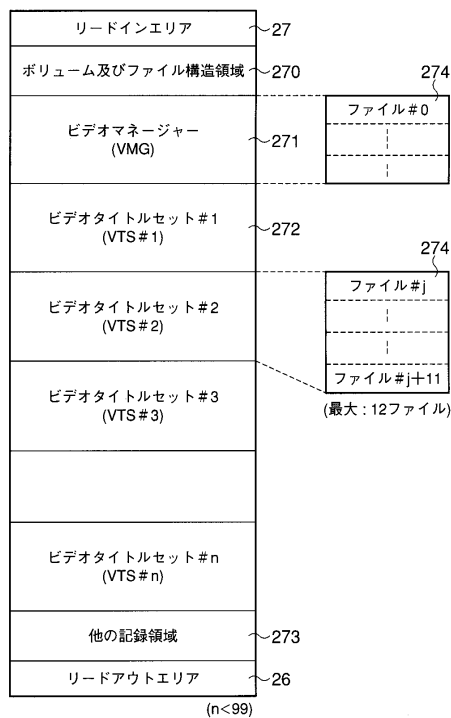 リードインエリア
27
ボリューム及びファイル構造領域
270
274
ビデオマネージャー
(VMG)
271
ファイル#0
ビデオタイトルセット#1
(VTS#1)
272
274
ビデオタイトルセット#2
(VTS#2)
ファイル#j
ファイル#j+11
(最大:12ファイル)
ビデオタイトルセット#3
(VTS#3)
ビデオタイトルセット#n
(VTS#n)
他の記録領域
273
リードアウトエリア
26
(n<99)